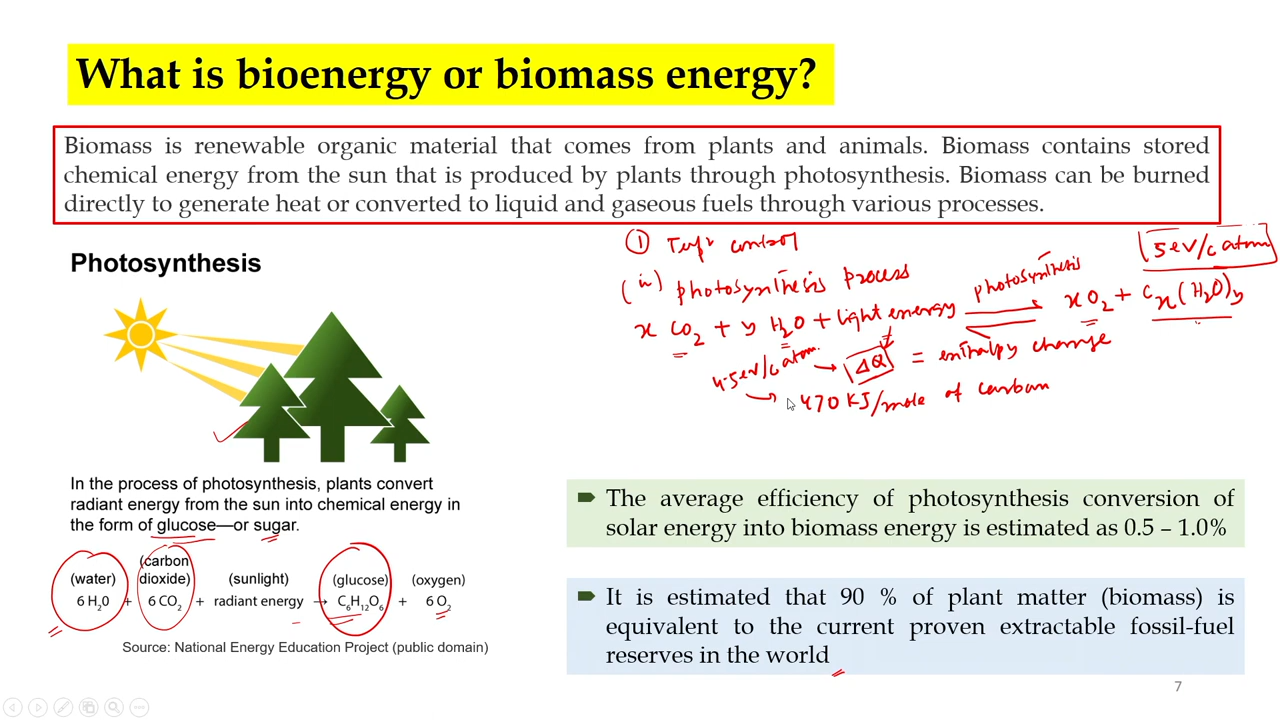 What is bioenergy or biomass energy?
Biomass is renewable organic material that comes from plants and animals. Biomass contains stored
chemical energy from the sun that is produced by plants through photosynthesis. Biomass can be burned
directly to generate heat or converted to liquid and gaseous fuels through various processes.
① Temp control
(ii) photosynthesis process
x CO₂ + y H₂O + light energy photosynthesis x O₂ + Cx(H₂O)y
5 eV/C atom
4.5 eV/C atom → ΔQ = enthalpy change
→ 470 KJ/mole of carbon
Photosynthesis
In the process of photosynthesis, plants convert
radiant energy from the sun into chemical energy in
the form of glucose—or sugar.
(water) (carbon dioxide) (sunlight) (glucose) (oxygen)
6 H₂0 + 6 CO₂ + radiant energy → C₆H₁₂O₆ + 6 O₂
Source: National Energy Education Project (public domain)
The average efficiency of photosynthesis conversion of
solar energy into biomass energy is estimated as 0.5 – 1.0%
It is estimated that 90 % of plant matter (biomass) is
equivalent to the current proven extractable fossil-fuel
reserves in the world
7